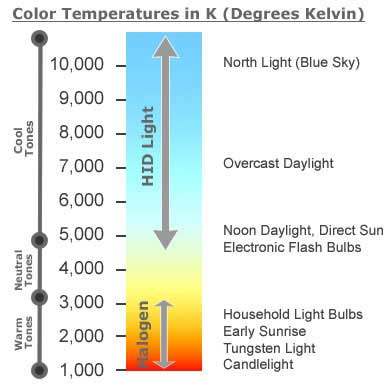 Color Temperatures in K (Degrees Kelvin)
10,000
North Light (Blue Sky)
9,000
8,000
Cool
Tones
HID Light
7,000
Overcast Daylight
6,000
5,000
Noon Daylight, Direct Sun
Electronic Flash Bulbs
4,000
Neutral
Tones
3,000
Household Light Bulbs
Early Sunrise
2,000
Tungsten Light
Candlelight
Warm
Tones
Halogen
1,000